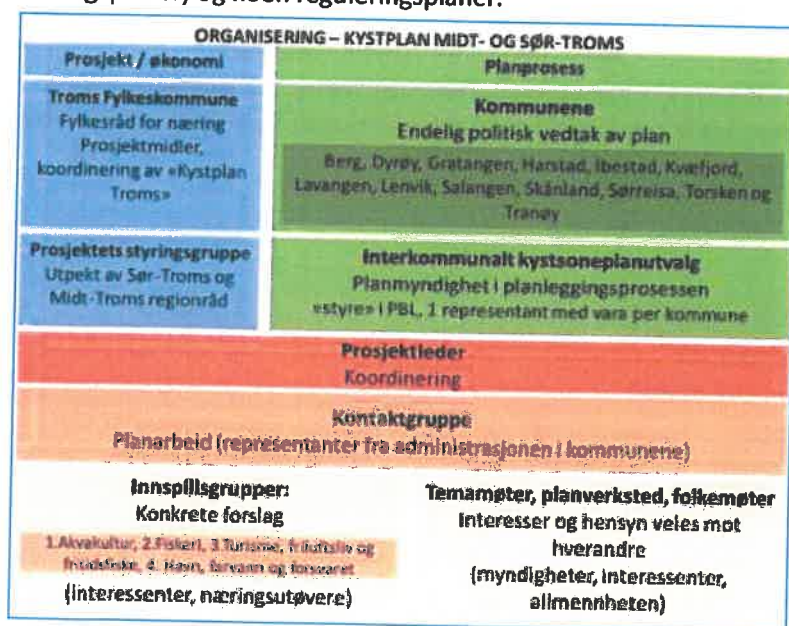 og noen reguleringsplaner.
ORGANISERING – KYSTPLAN MIDT- OG SØR-TROMS
Prosjekt / økonomi
Planprosess
Troms Fylkeskommune
Fylkesråd for næring
Prosjektmidler,
koordinering av «Kystplan
Troms»
Kommunene
Endelig politisk vedtak av plan
Berg, Dyrøy, Gratangen, Harstad, Ibestad, Kvæfjord,
Lavangen, Lenvik, Salangen, Skånland, Sørreisa, Torsken og
Tranøy
Prosjektets styringsgruppe
Utpekt av Sør-Troms og
Midt-Troms regionråd
Interkommunalt kystsoneplanutvalg
Planmyndighet i planleggingsprosessen
«styre» i PBL, 1 representant med vara per kommune
Prosjektleder
Koordinering
Kontaktgruppe
Planarbeid (representanter fra administrasjonen i kommunene)
Innspillsgrupper:
Konkrete forslag
1.Akvakultur, 2.Fiskeri, 3.Turisme, friluftsliv og
fritidsfiske, 4. Havn, farvann og forsvaret
(Interessenter, næringsutøvere)
Temamøter, planverksted, folkemøter
Interesser og hensyn veies mot
hverandre
(myndigheter, interessenter,
allmennheten)